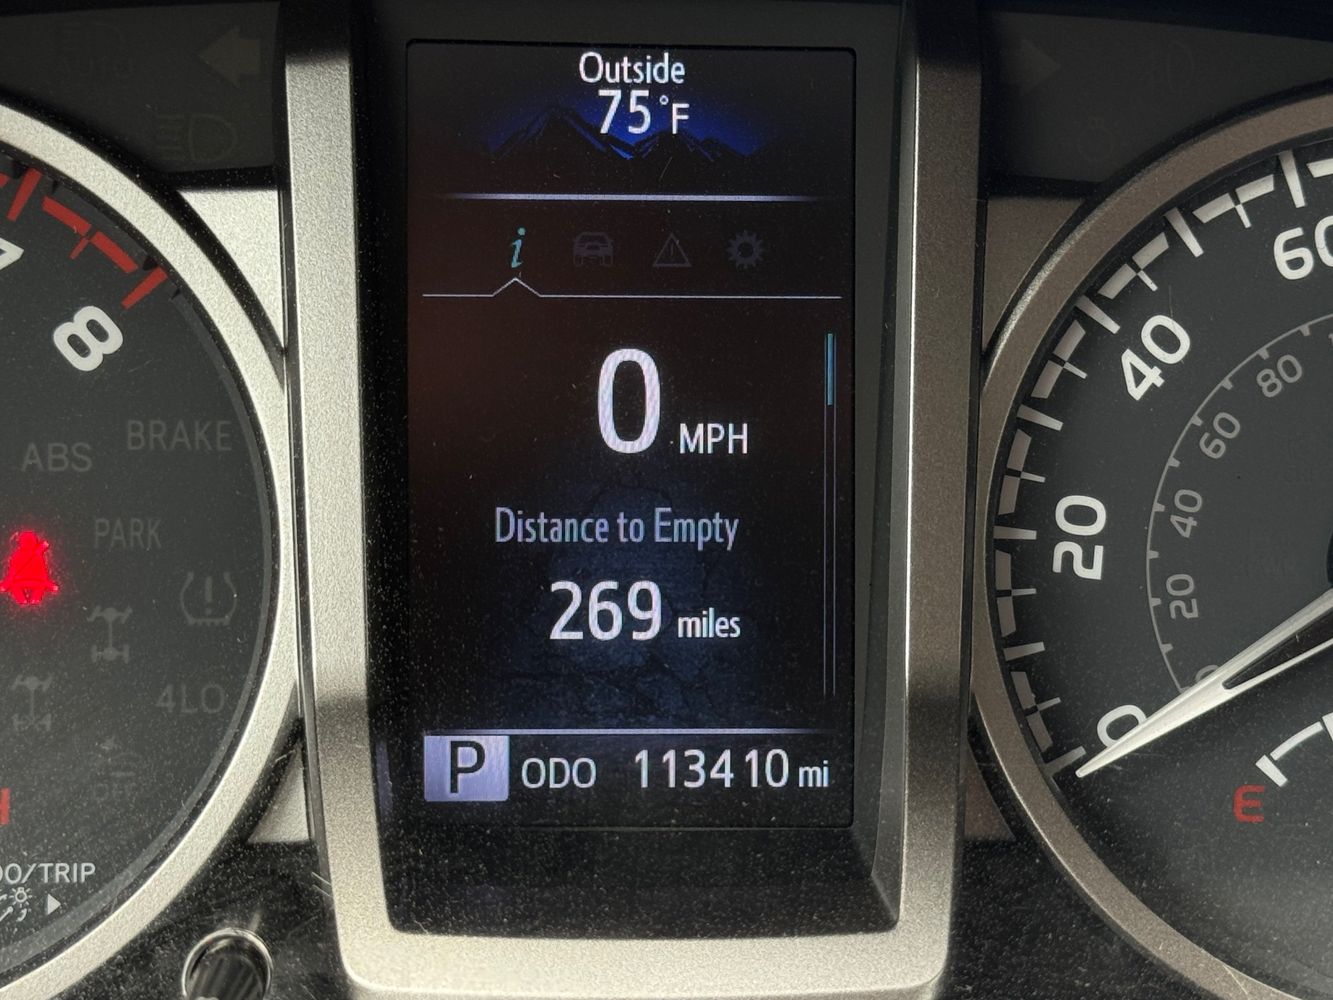 Outside
75°F
i
0 MPH
Distance to Empty
269 miles
P ODO 113410 mi
8
ABS
BRAKE
PARK
4LO
/TRIP
60
40
20
0
80
60
40
20
E